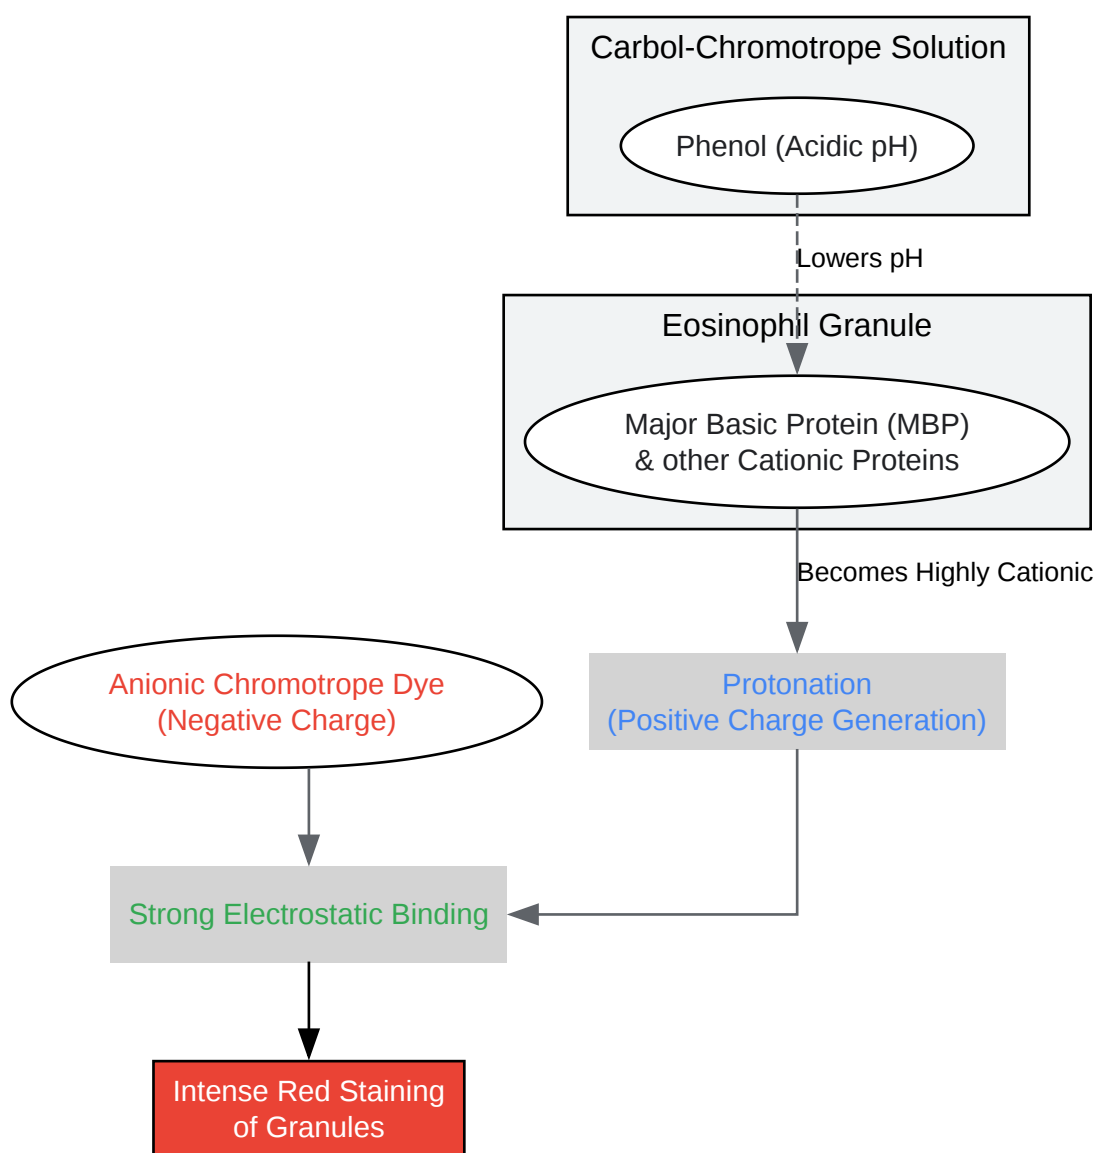 Carbol-Chromotrope Solution
Phenol (Acidic pH)
Lowers pH
Eosinophil Granule
Major Basic Protein (MBP)
& other Cationic Proteins
Becomes Highly Cationic
Anionic Chromotrope Dye
(Negative Charge)
Protonation
(Positive Charge Generation)
Strong Electrostatic Binding
Intense Red Staining
of Granules